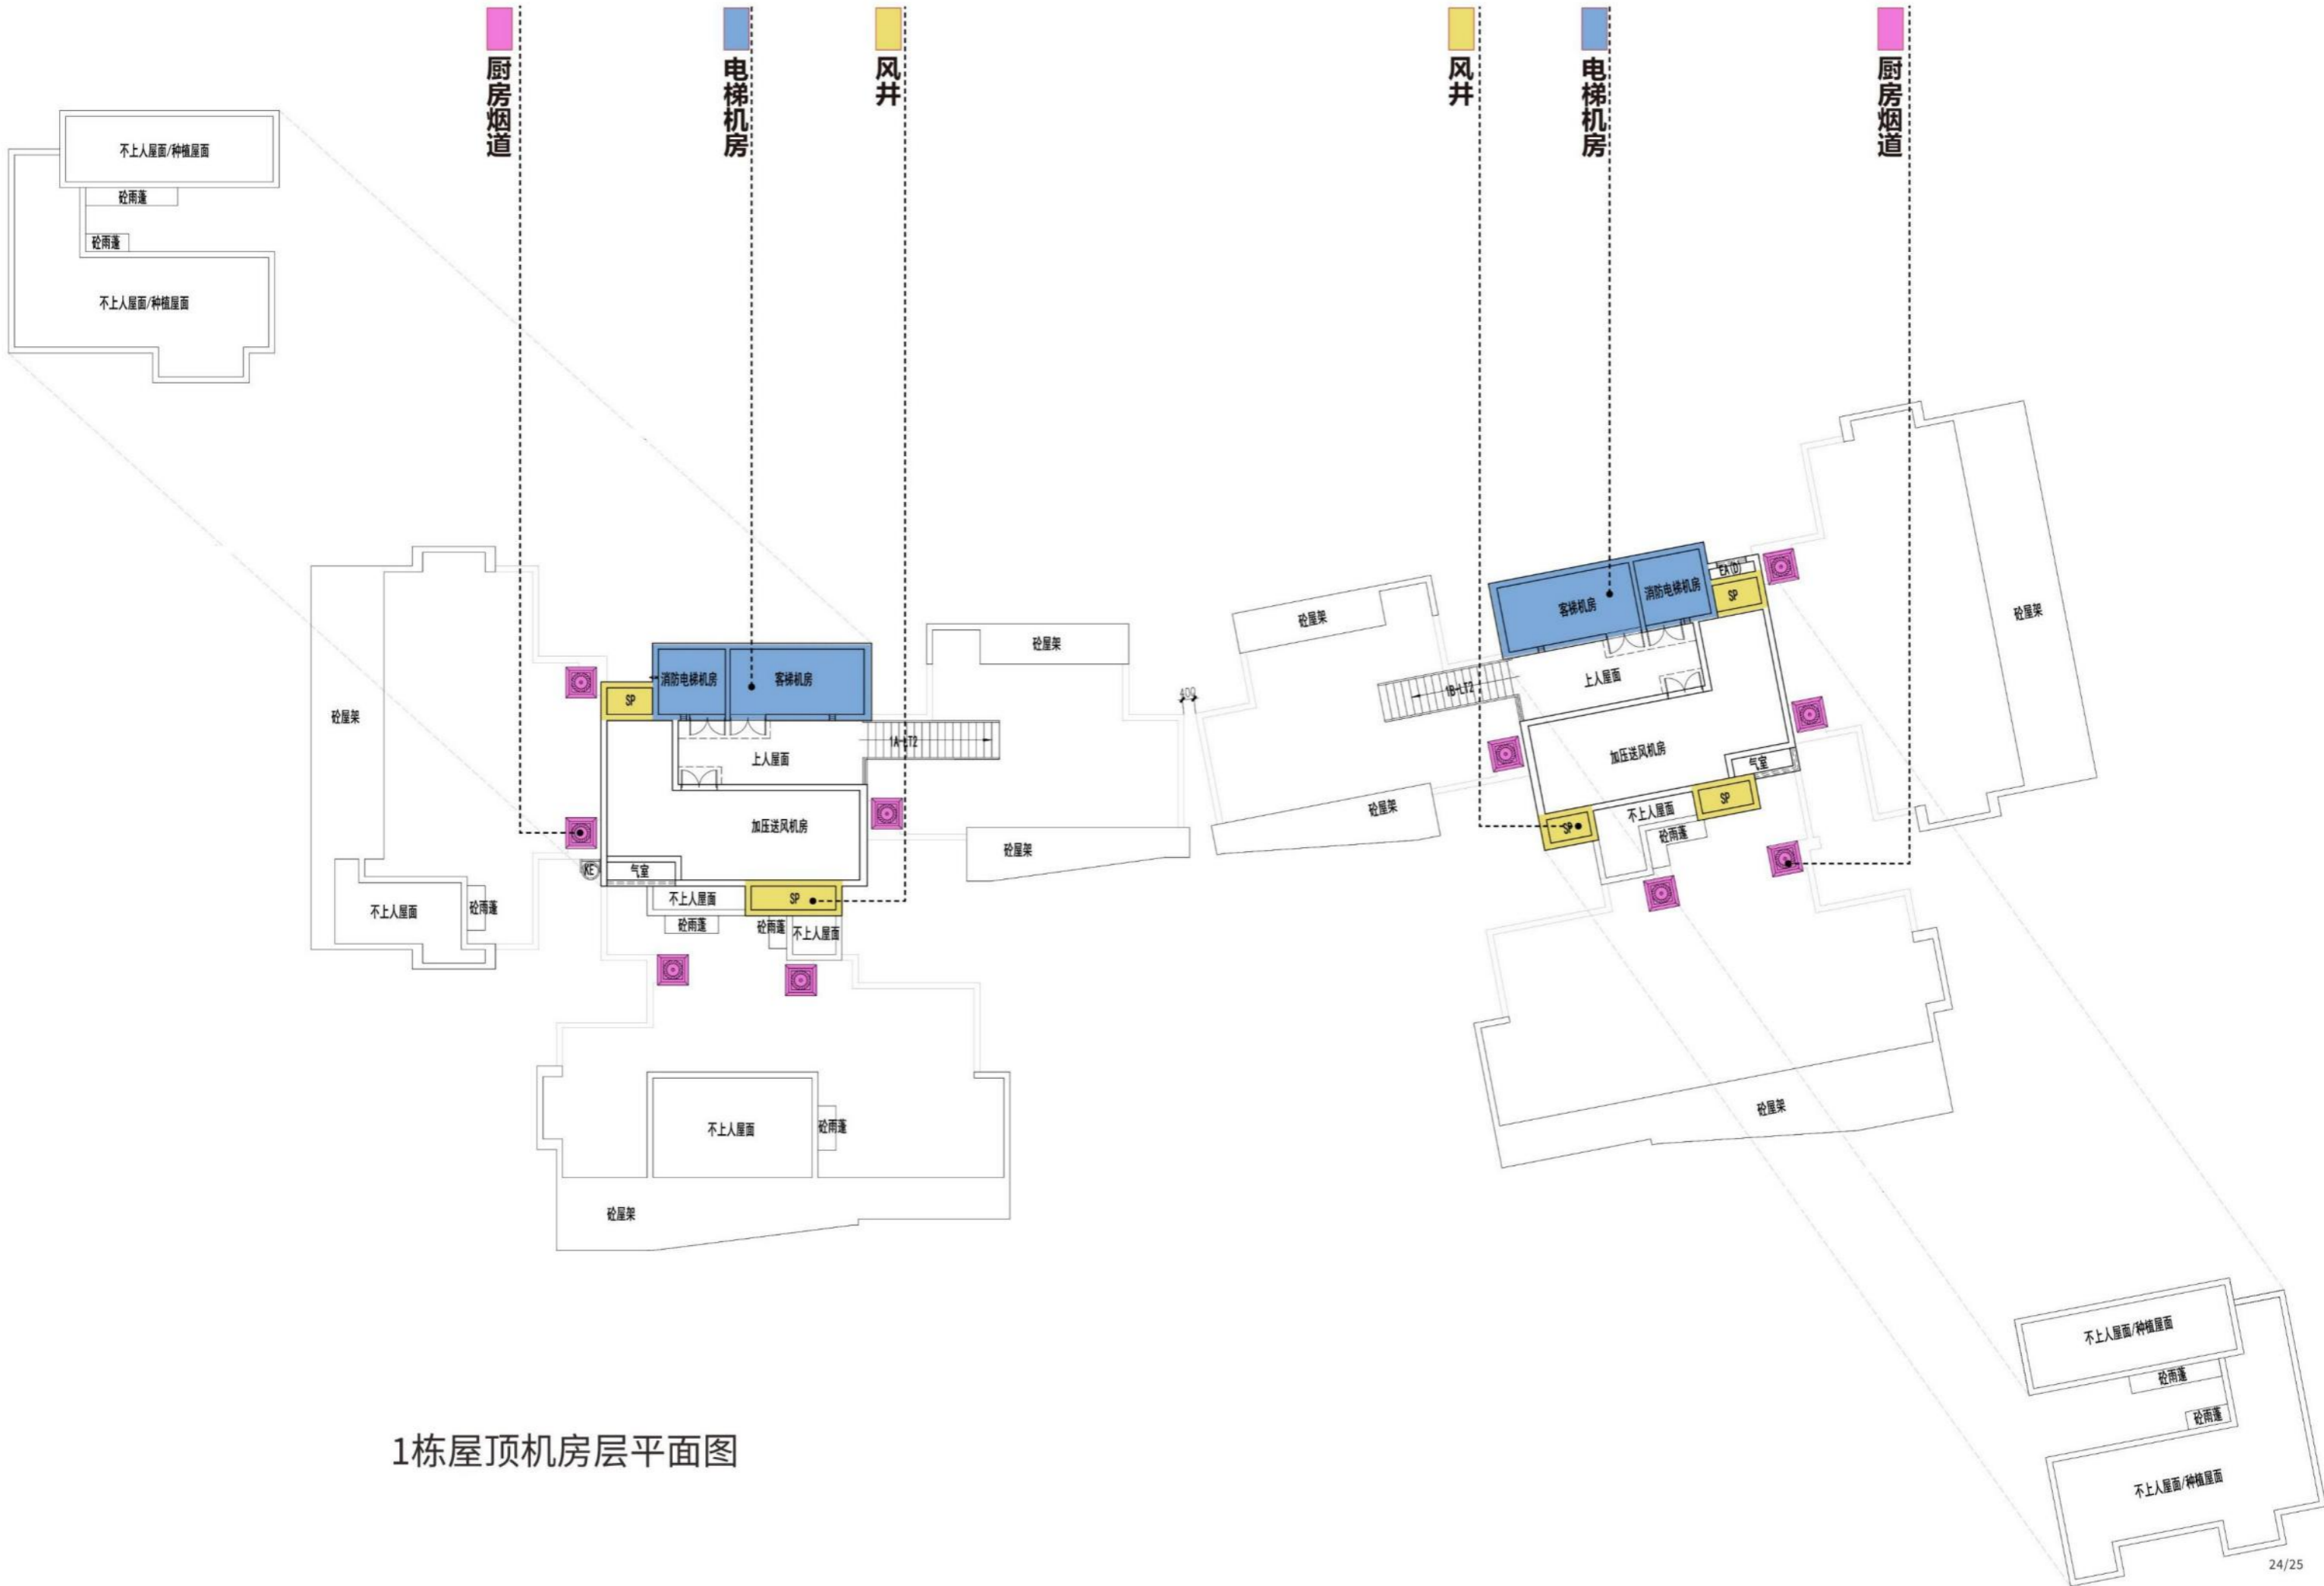 厨房烟道
电梯机房
风井
风井
电梯机房
厨房烟道
不上人屋面/种植屋面
砼雨蓬
砼雨蓬
不上人屋面/种植屋面
砼屋架
消防电梯机房
客梯机房
SP
砼屋架
砼屋架
1A-LT2
上人屋面
加压送风机房
砼屋架
KE
气室
不上人屋面
SP
不上人屋面
砼雨蓬
砼雨蓬
砼雨蓬
不上人屋面
不上人屋面
砼雨蓬
砼屋架
400
客梯机房
消防电梯机房
EA(D)
SP
砼屋架
1B-LT2
上人屋面
加压送风机房
气室
砼屋架
SP
不上人屋面
SP
砼雨蓬
砼屋架
不上人屋面/种植屋面
砼雨蓬
砼雨蓬
不上人屋面/种植屋面
1栋屋顶机房层平面图
24/25